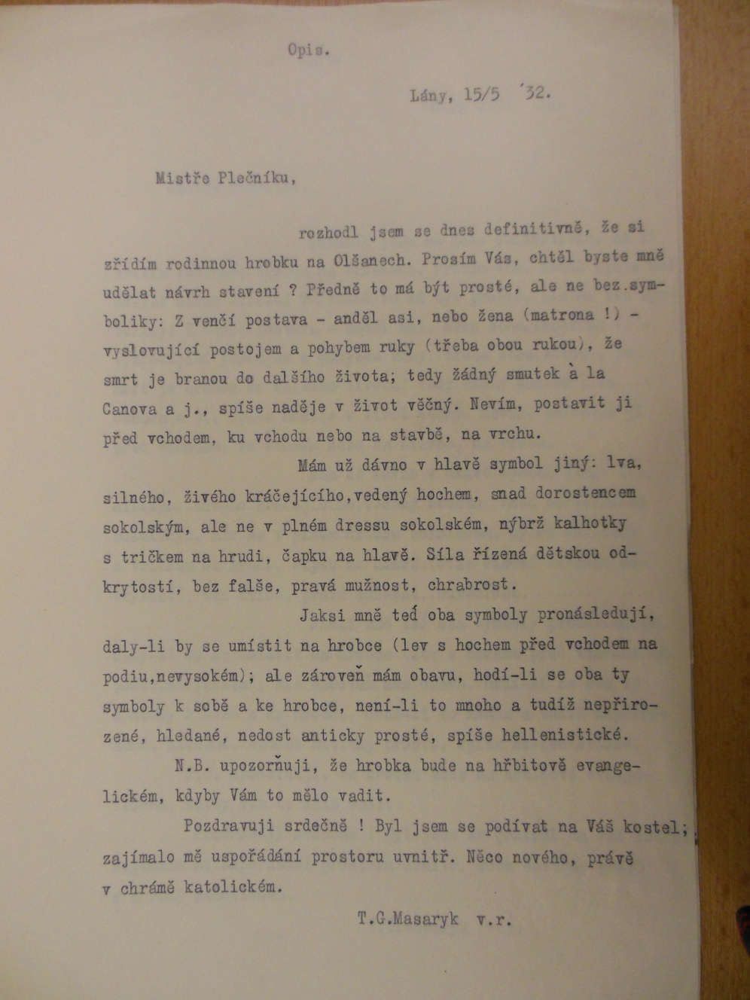 Opis.
Lány, 15/5 ´32.
Mistře Plečníku,
rozhodl jsem se dnes definitivně, že si
zřídím rodinnou hrobku na Olšanech. Prosím Vás, chtěl byste mně
udělat návrh stavení ? Předně to má být prosté, ale ne bez.sym-
boliky: Z venčí postava - anděl asi, nebo žena (matrona !) -
vyslovující postojem a pohybem ruky (třeba obou rukou), že
smrt je branou do dalšího života; tedy žádný smutek à la
Canova a j., spíše naděje v život věčný. Nevím, postavit ji
před vchodem, ku vchodu nebo na stavbě, na vrchu.
Mám už dávno v hlavě symbol jiný: lva,
silného, živého kráčejícího,vedený hochem, snad dorostencem
sokolským, ale ne v plném dressu sokolském, nýbrž kalhotky
s tričkem na hrudi, čapku na hlavě. Síla řízená dětskou od-
krytostí, bez falše, pravá mužnost, chrabrost.
Jaksi mně teď oba symboly pronásledují,
daly-li by se umístit na hrobce (lev s hochem před vchodem na
podiu,nevysokém); ale zároveň mám obavu, hodí-li se oba ty
symboly k sobě a ke hrobce, není-li to mnoho a tudíž nepřiro-
zené, hledané, nedost anticky prosté, spíše hellenistické.
N.B. upozorňuji, že hrobka bude na hřbitově evange-
lickém, kdyby Vám to mělo vadit.
Pozdravuji srdečně ! Byl jsem se podívat na Váš kostel;
zajímalo mě uspořádání prostoru uvnitř. Něco nového, právě
v chrámě katolickém.
T.G.Masaryk v.r.